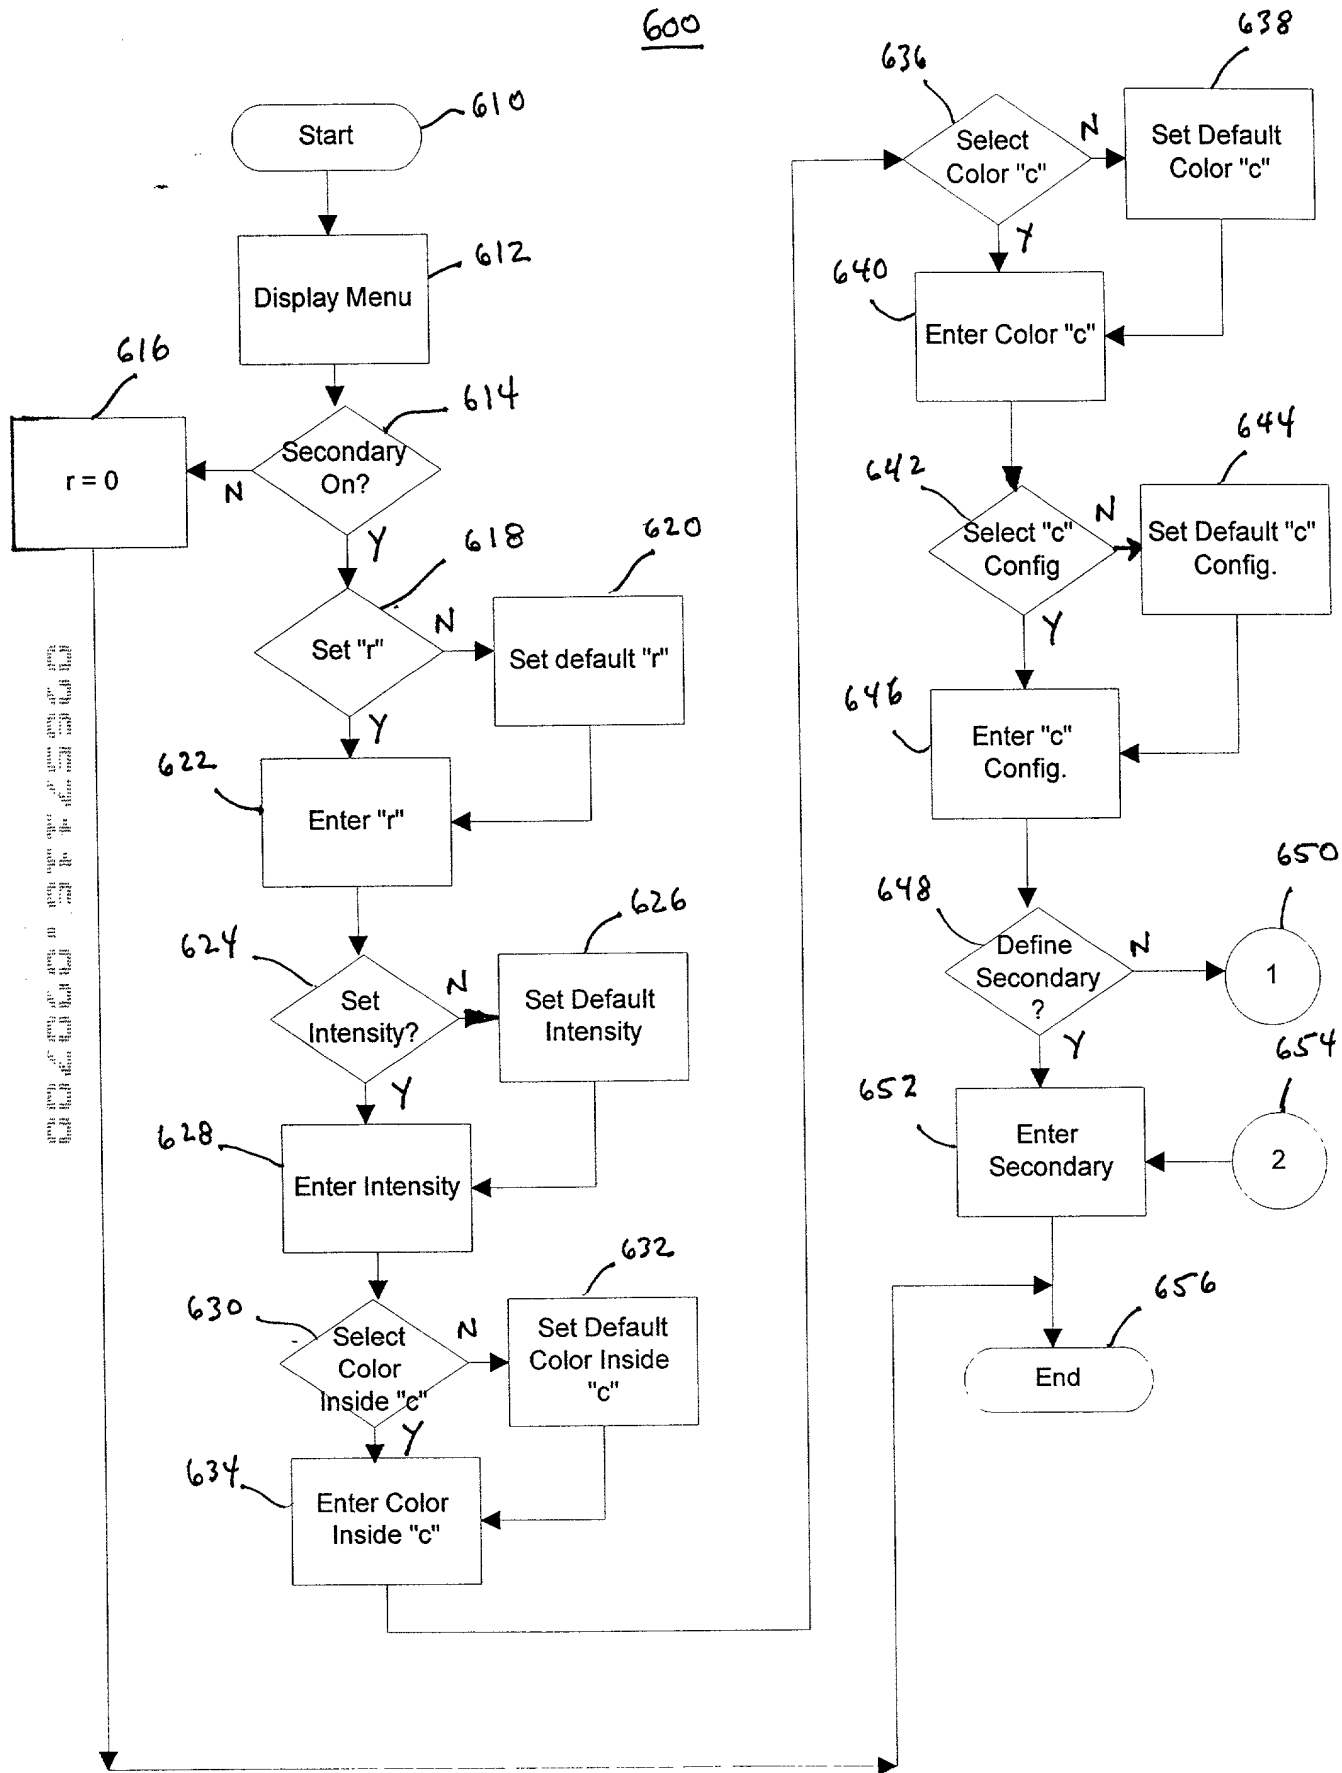 600
610
Start
612
Display Menu
616
614
r = 0
Secondary
On?
N
Y
618
620
Set "r"
N
Set default "r"
Y
622
Enter "r"
624
626
Set
Intensity?
N
Set Default
Intensity
Y
628
Enter Intensity
630
632
Select
Color
Inside "c"
N
Set Default
Color Inside
"c"
Y
634
Enter Color
Inside "c"
636
638
Select
Color "c"
N
Set Default
Color "c"
Y
640
Enter Color "c"
642
644
Select "c"
Config
N
Set Default "c"
Config.
Y
646
Enter "c"
Config.
648
650
Define
Secondary
?
N
1
Y
652
654
Enter
Secondary
2
656
End